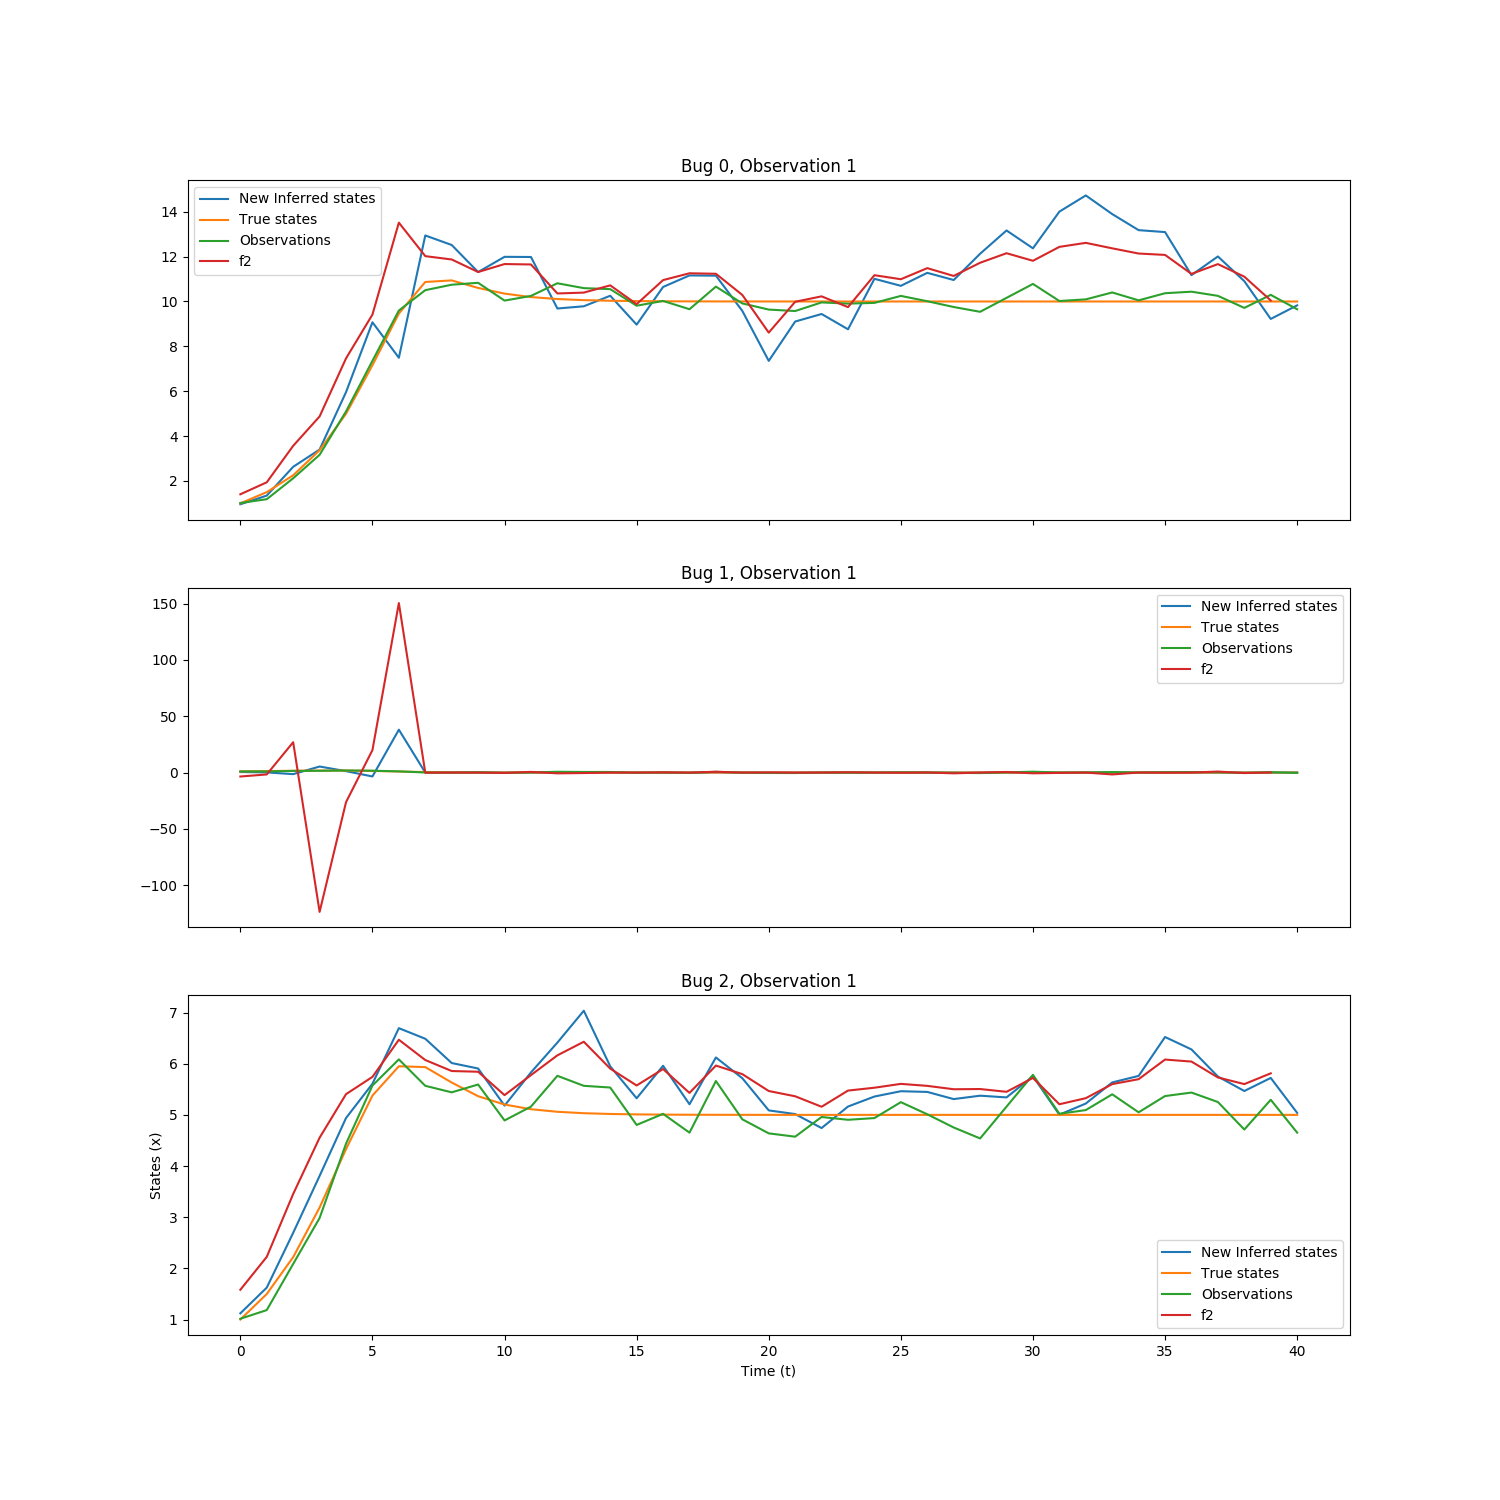 Bug 0, Observation 1
New Inferred states
True states
Observations
f2
14
12
10
8
6
4
2
Bug 1, Observation 1
New Inferred states
True states
Observations
f2
150
100
50
0
−50
−100
Bug 2, Observation 1
7
6
5
4
3
2
1
States (x)
New Inferred states
True states
Observations
f2
0 5 10 15 20 25 30 35 40
Time (t)